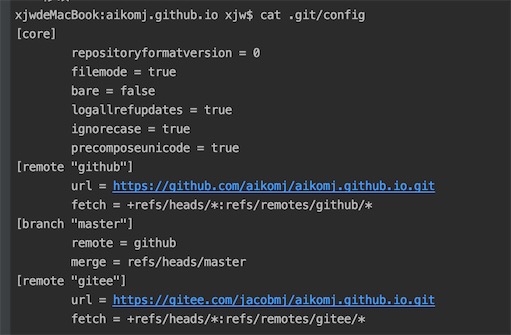 xjwdeMacBook:aikomj.github.io xjw$ cat .git/config
[core]
repositoryformatversion = 0
filemode = true
bare = false
logallrefupdates = true
ignorecase = true
precomposeunicode = true
[remote "github"]
url = https://github.com/aikomj/aikomj.github.io.git
fetch = +refs/heads/*:refs/remotes/github/*
[branch "master"]
remote = github
merge = refs/heads/master
[remote "gitee"]
url = https://gitee.com/jacobmj/aikomj.github.io.git
fetch = +refs/heads/*:refs/remotes/gitee/*